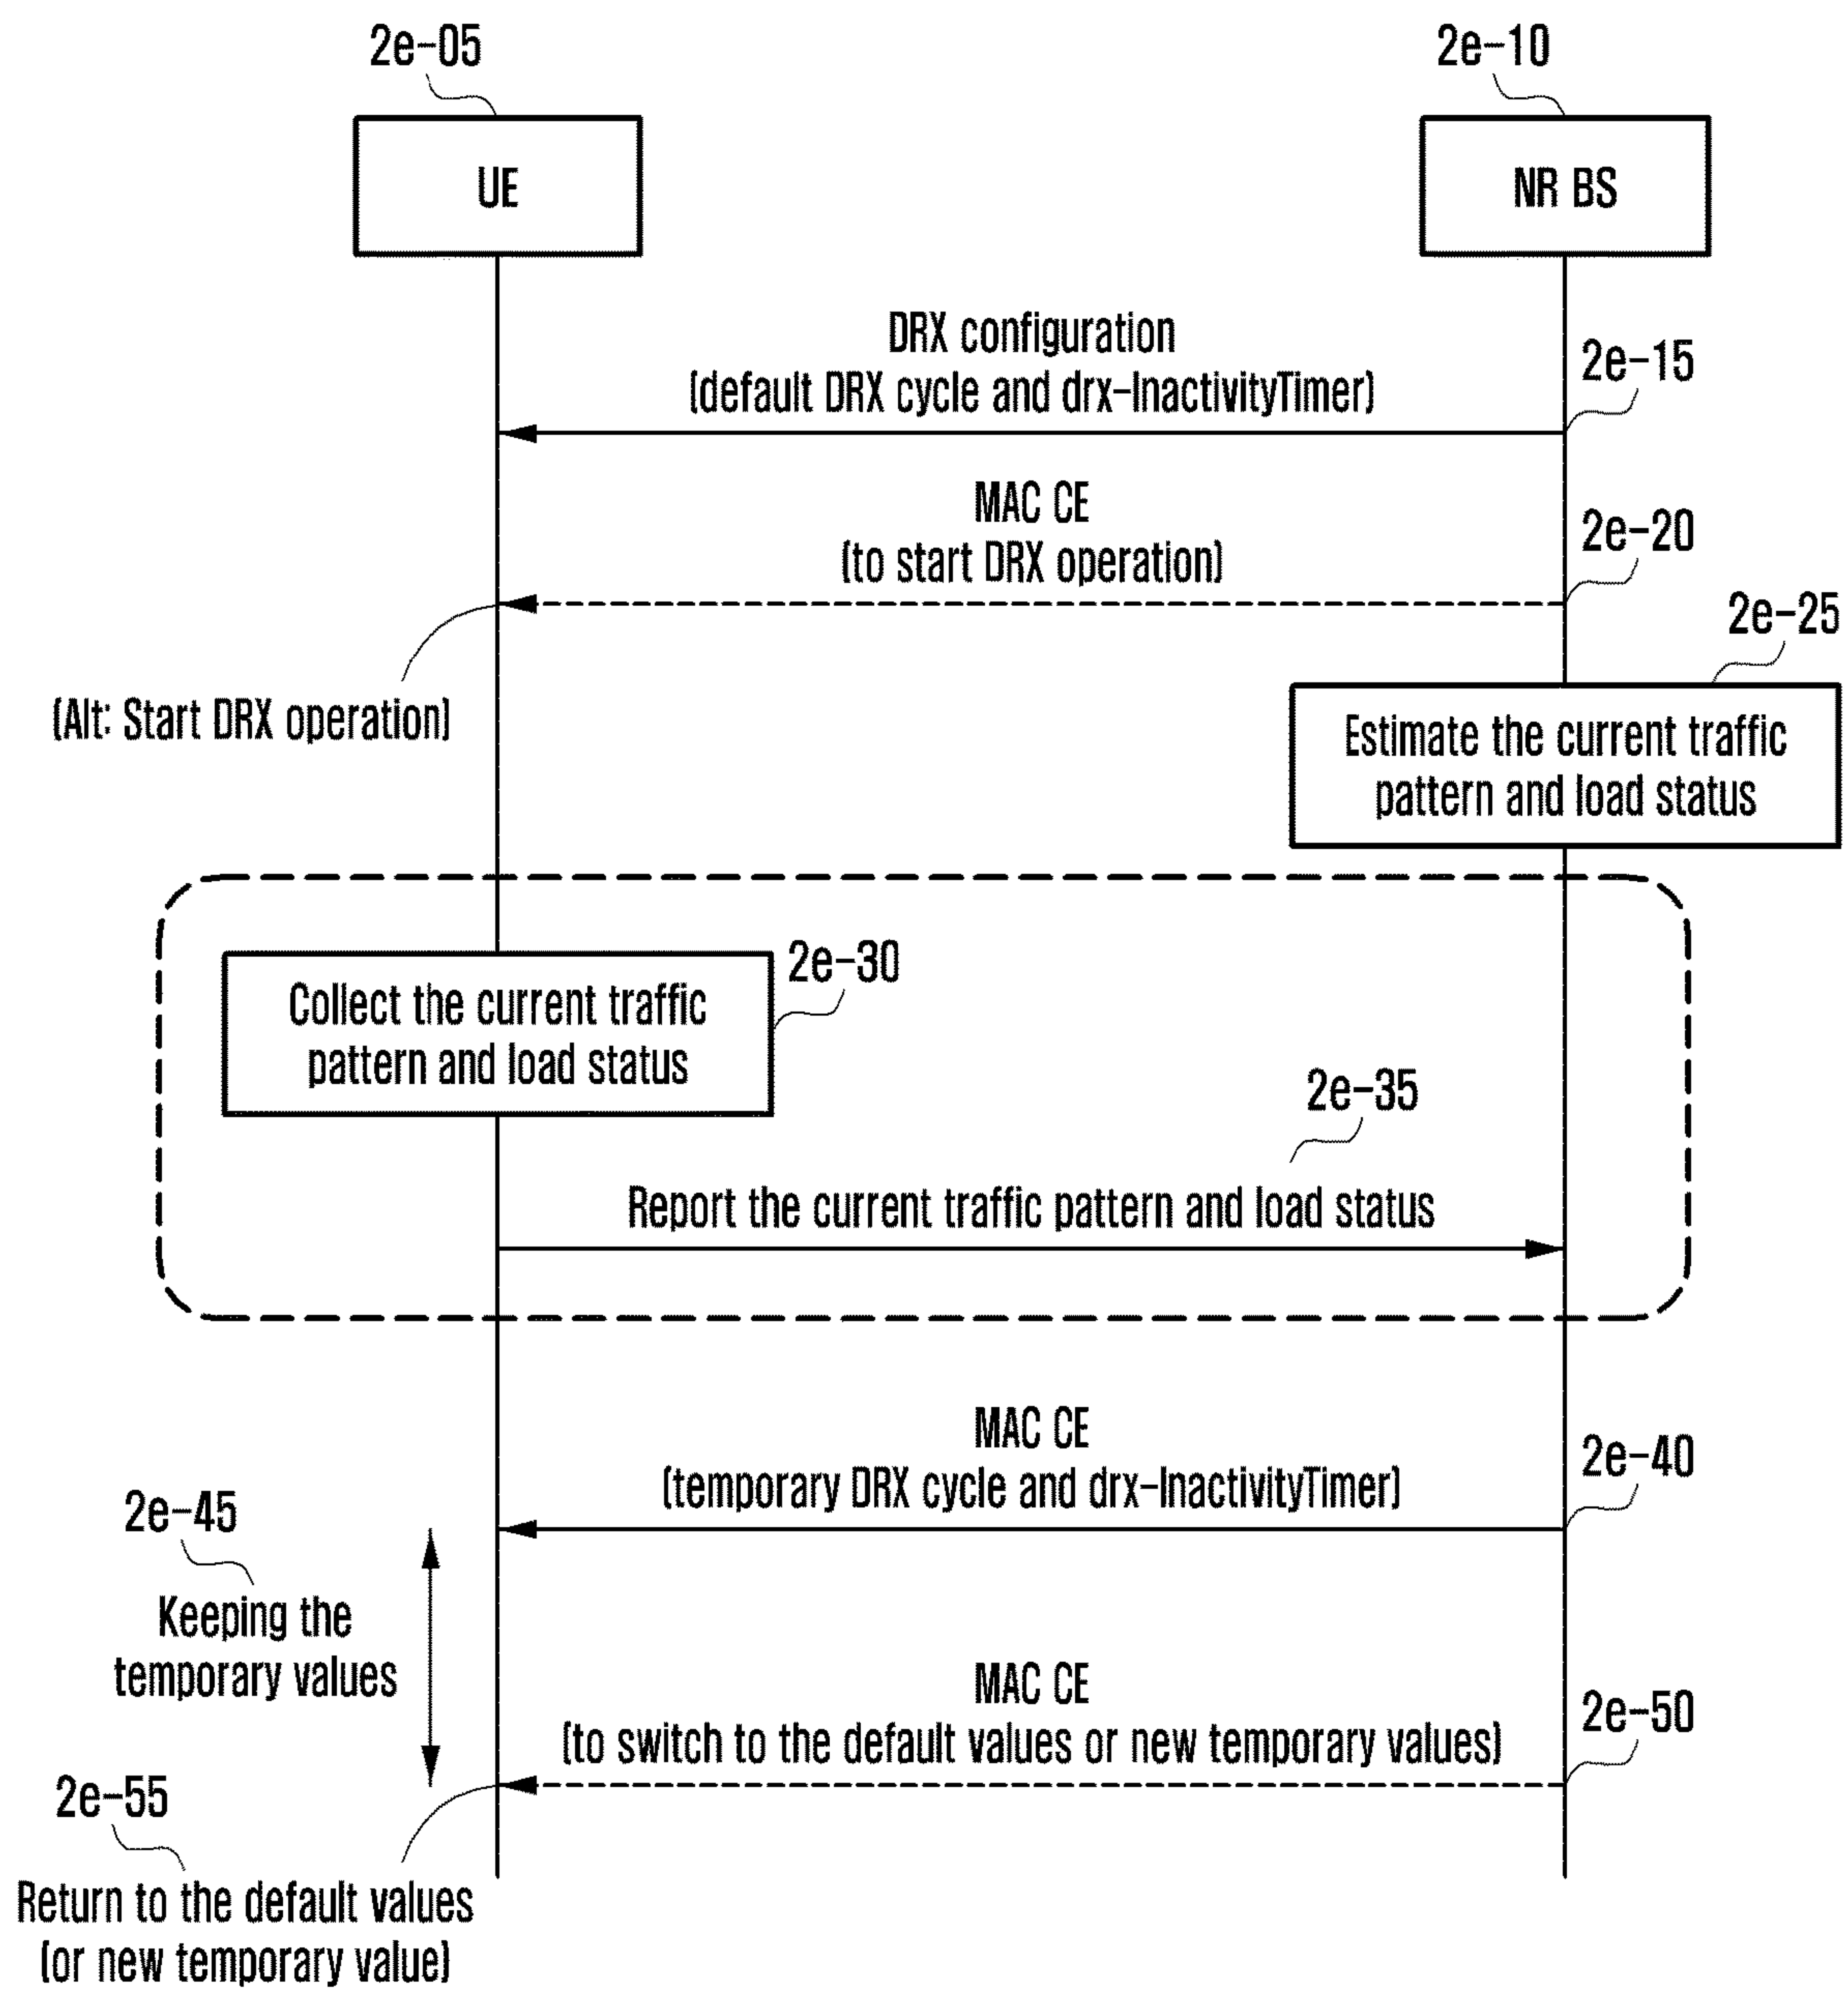 2e-05
2e-10
UE
NR BS
DRX configuration
(default DRX cycle and drx-InactivityTimer)
2e-15
MAC CE
(to start DRX operation)
2e-20
2e-25
(Alt: Start DRX operation)
Estimate the current traffic
pattern and load status
2e-30
Collect the current traffic
pattern and load status
2e-35
Report the current traffic pattern and load status
MAC CE
(temporary DRX cycle and drx-InactivityTimer)
2e-40
2e-45
Keeping the
temporary values
MAC CE
(to switch to the default values or new temporary values)
2e-50
2e-55
Return to the default values
(or new temporary value)